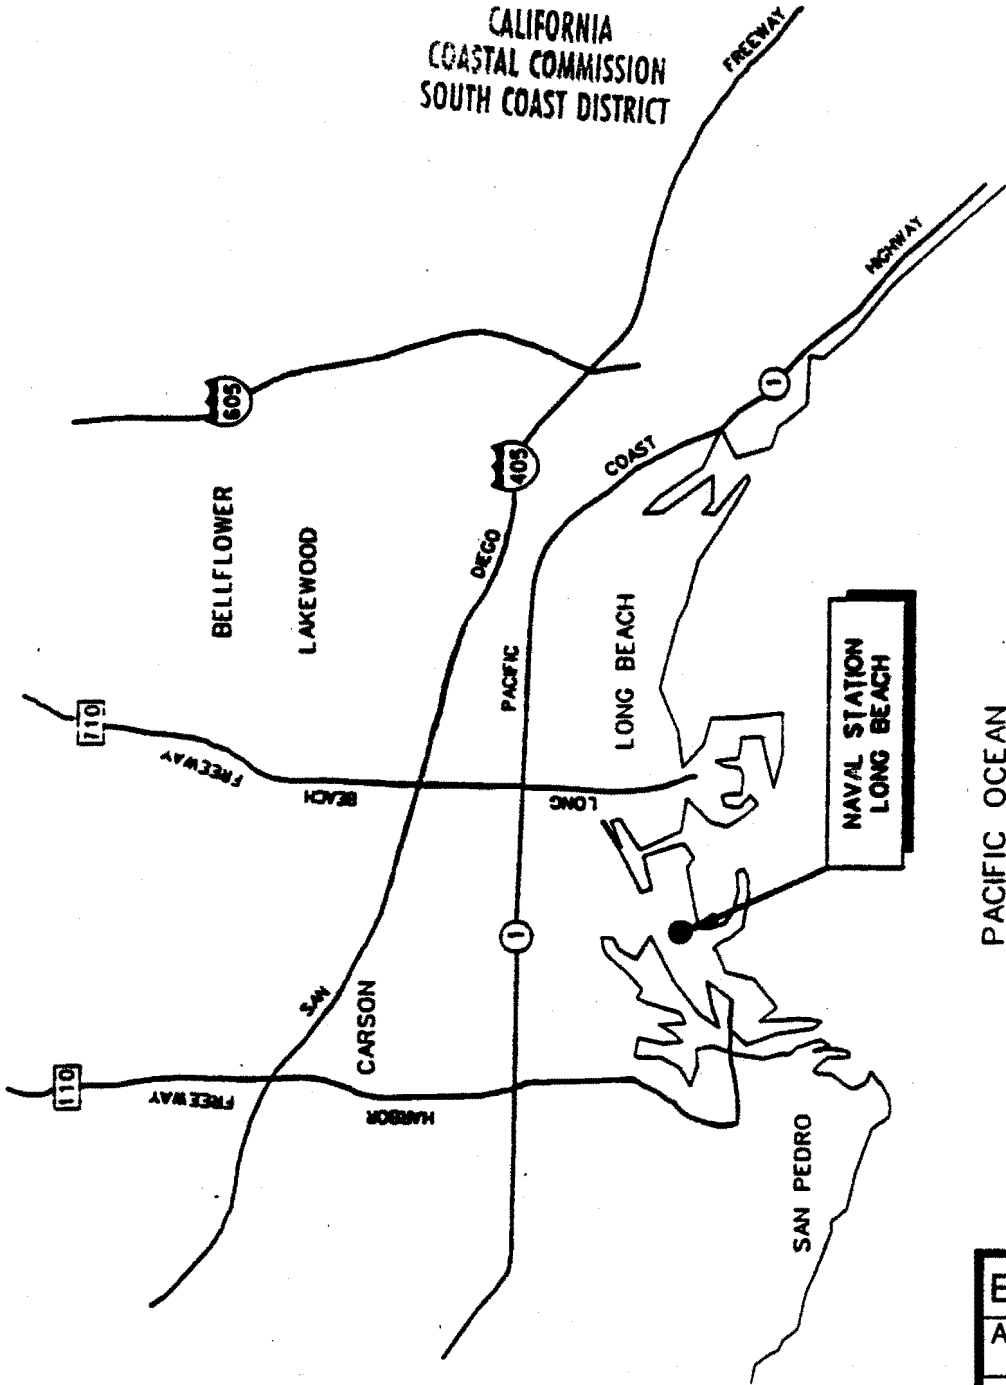 CALIFORNIA
COASTAL COMMISSION
SOUTH COAST DISTRICT
FREEWAY
HIGHWAY
605
1
405
COAST
BELLFLOWER
LAKEWOOD
DIEGO
710
FREEWAY
BEACH
LONG
PACIFIC
LONG BEACH
NAVAL STATION
LONG BEACH
PACIFIC OCEAN
1
SAN
CARSON
110
FREEWAY
HARBOR
SAN PEDRO
E
A